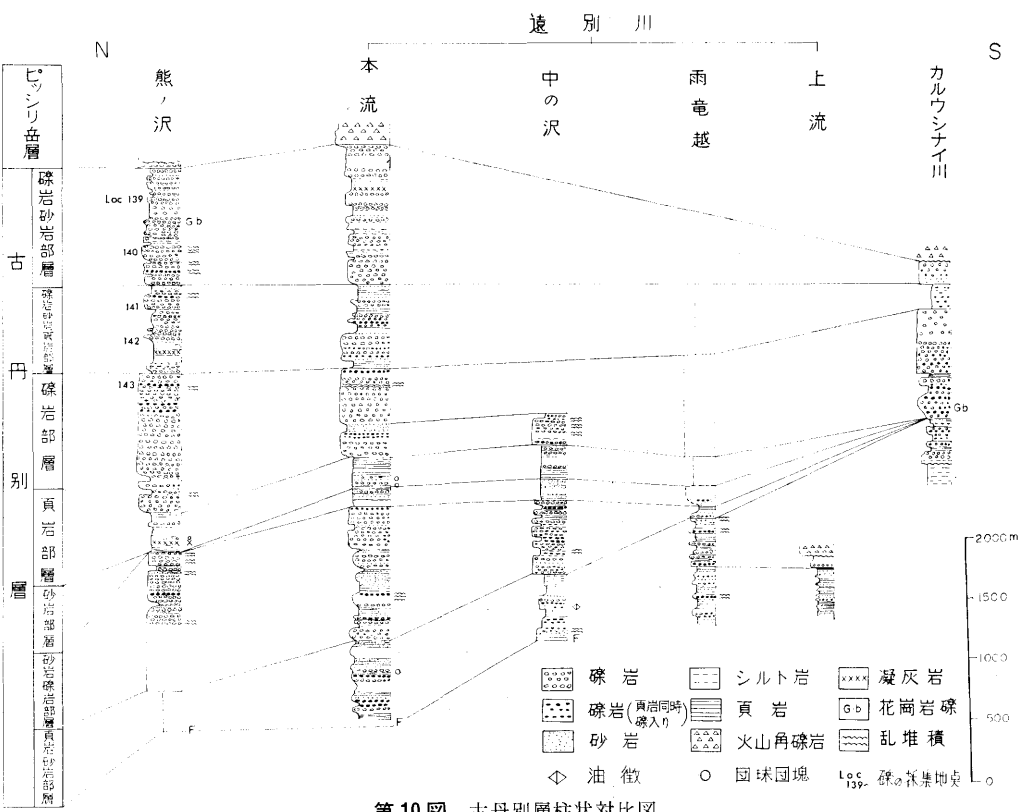 遠別川
N
S
熊ノ沢
本流
中の沢
雨竜越
上流
カルウシナイ川
ピッシリ岳層
古丹別層
礫岩砂岩部層
礫岩部層
頁岩部層
砂岩部層
砂岩礫岩部層
頁岩砂岩部層
Loc 139
140
141
142
143
Gb
Gb
F
F
F
2000m
1500
1000
500
0
礫岩
シルト岩
凝灰岩
礫岩(頁岩同時礫入り)
頁岩
Gb 花崗岩礫
砂岩
火山角礫岩
乱堆積
油徴
団球団塊
Loc 139- 礫の採集地点
第10図 古丹別層柱状対比図